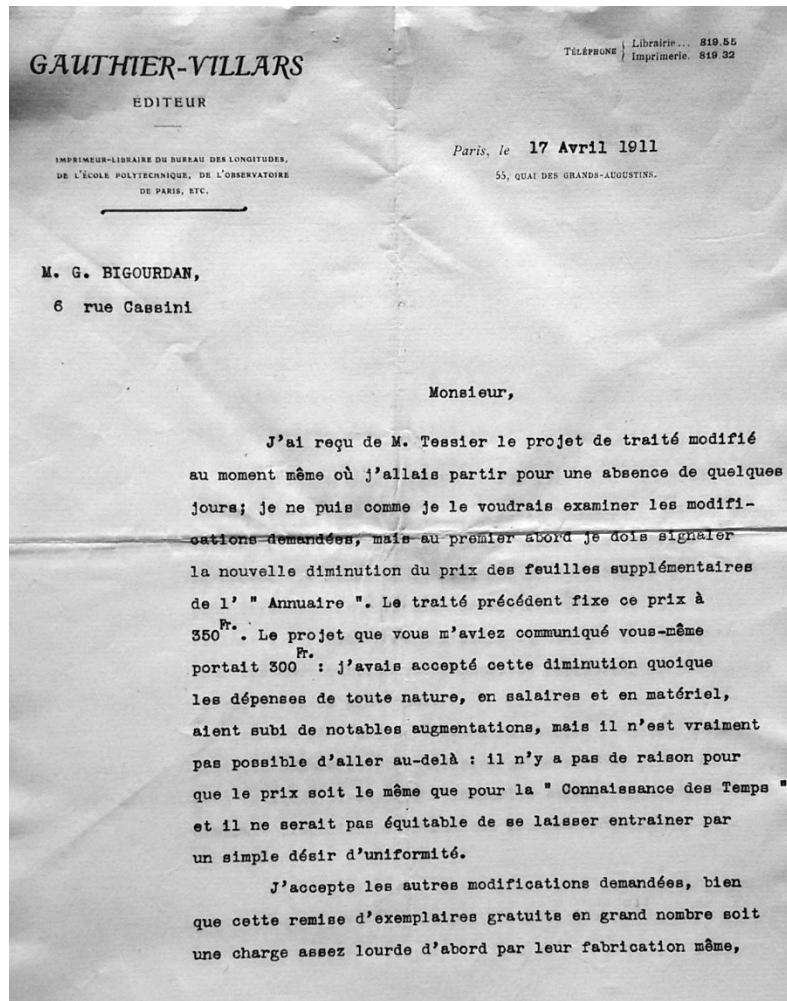 GAUTHIER-VILLARS
EDITEUR
IMPRIMEUR-LIBRAIRE DU BUREAU DES LONGITUDES,
DE L'ÉCOLE POLYTECHNIQUE, DE L'OBSERVATOIRE
DE PARIS, ETC.
TÉLÉPHONE { Librairie... 819.55
Imprimerie. 819.32
Paris, le 17 Avril 1911
55, QUAI DES GRANDS-AUGUSTINS.
M. G. BIGOURDAN,
6 rue Cassini
Monsieur,
J'ai reçu de M. Tessier le projet de traité modifié
au moment même où j'allais partir pour une absence de quelques
jours; je ne puis comme je le voudrais examiner les modifi-
cations demandées, mais au premier abord je dois signaler
la nouvelle diminution du prix des feuilles supplémentaires
de l' " Annuaire ". Le traité précédent fixe ce prix à
350Fr.. Le projet que vous m'aviez communiqué vous-même
portait 300Fr. : j'avais accepté cette diminution quoique
les dépenses de toute nature, en salaires et en matériel,
aient subi de notables augmentations, mais il n'est vraiment
pas possible d'aller au-delà : il n'y a pas de raison pour
que le prix soit le même que pour la " Connaissance des Temps "
et il ne serait pas équitable de se laisser entrainer par
un simple désir d'uniformité.
J'accepte les autres modifications demandées, bien
que cette remise d'exemplaires gratuits en grand nombre soit
une charge assez lourde d'abord par leur fabrication même,